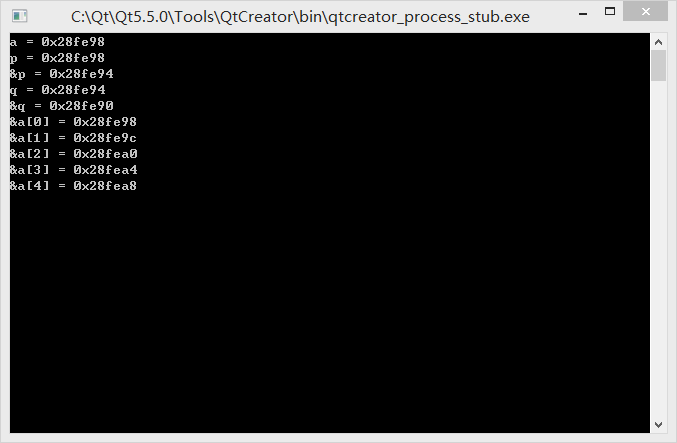 C:\Qt\Qt5.5.0\Tools\QtCreator\bin\qtcreator_process_stub.exe
a = 0x28fe98
p = 0x28fe98
&p = 0x28fe94
q = 0x28fe94
&q = 0x28fe90
&a[0] = 0x28fe98
&a[1] = 0x28fe9c
&a[2] = 0x28fea0
&a[3] = 0x28fea4
&a[4] = 0x28fea8